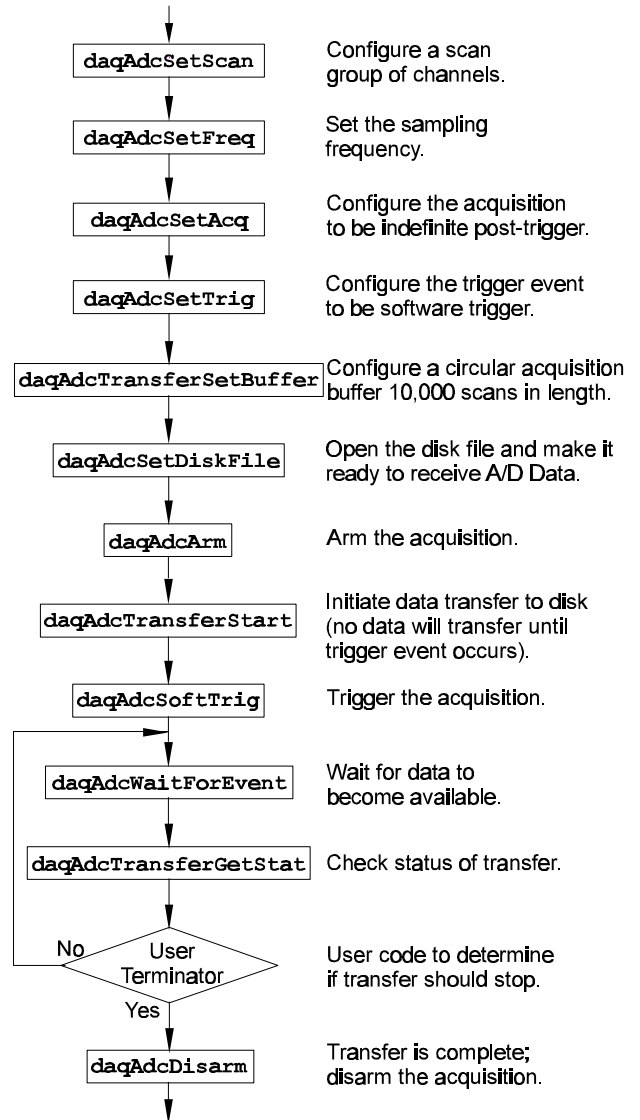 daqAdcSetScan
Configure a scan
group of channels.
daqAdcSetFreq
Set the sampling
frequency.
daqAdcSetAcq
Configure the acquisition
to be indefinite post-trigger.
daqAdcSetTrig
Configure the trigger event
to be software trigger.
daqAdcTransferSetBuffer
Configure a circular acquisition
buffer 10,000 scans in length.
daqAdcSetDiskFile
Open the disk file and make it
ready to receive A/D Data.
daqAdcArm
Arm the acquisition.
daqAdcTransferStart
Initiate data transfer to disk
(no data will transfer until
trigger event occurs).
daqAdcSoftTrig
Trigger the acquisition.
daqAdcWaitForEvent
Wait for data to
become available.
daqAdcTransferGetStat
Check status of transfer.
No
User
Terminator
User code to determine
if transfer should stop.
Yes
daqAdcDisarm
Transfer is complete;
disarm the acquisition.